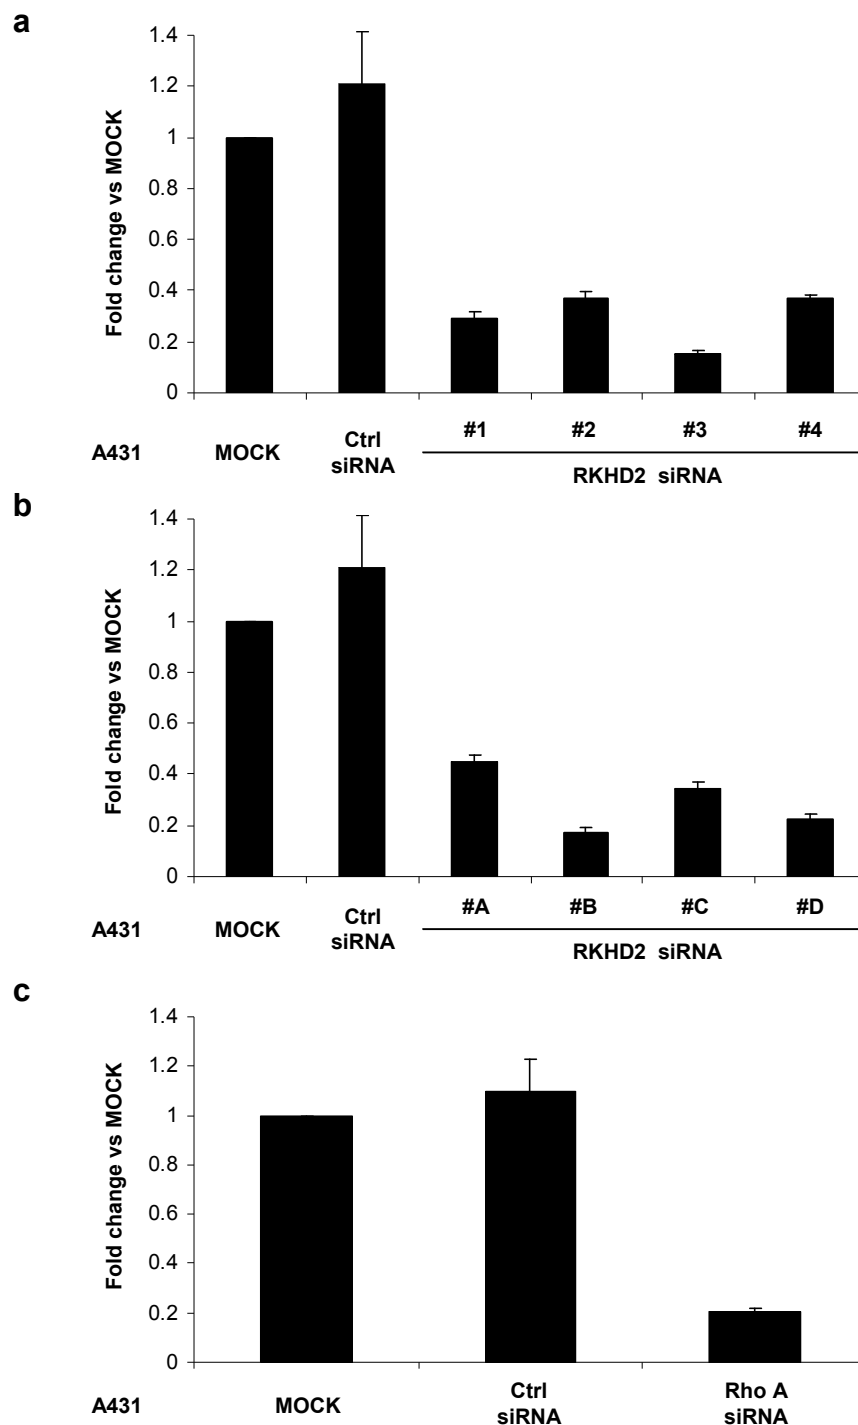 a
Fold change vs MOCK
1.4
1.2
1
0.8
0.6
0.4
0.2
0
A431
MOCK
Ctrl
siRNA
#1 #2 #3 #4
RKHD2 siRNA
b
Fold change vs MOCK
1.4
1.2
1
0.8
0.6
0.4
0.2
0
A431
MOCK
Ctrl
siRNA
#A #B #C #D
RKHD2 siRNA
c
Fold change vs MOCK
1.4
1.2
1
0.8
0.6
0.4
0.2
0
A431
MOCK
Ctrl
siRNA
Rho A
siRNA